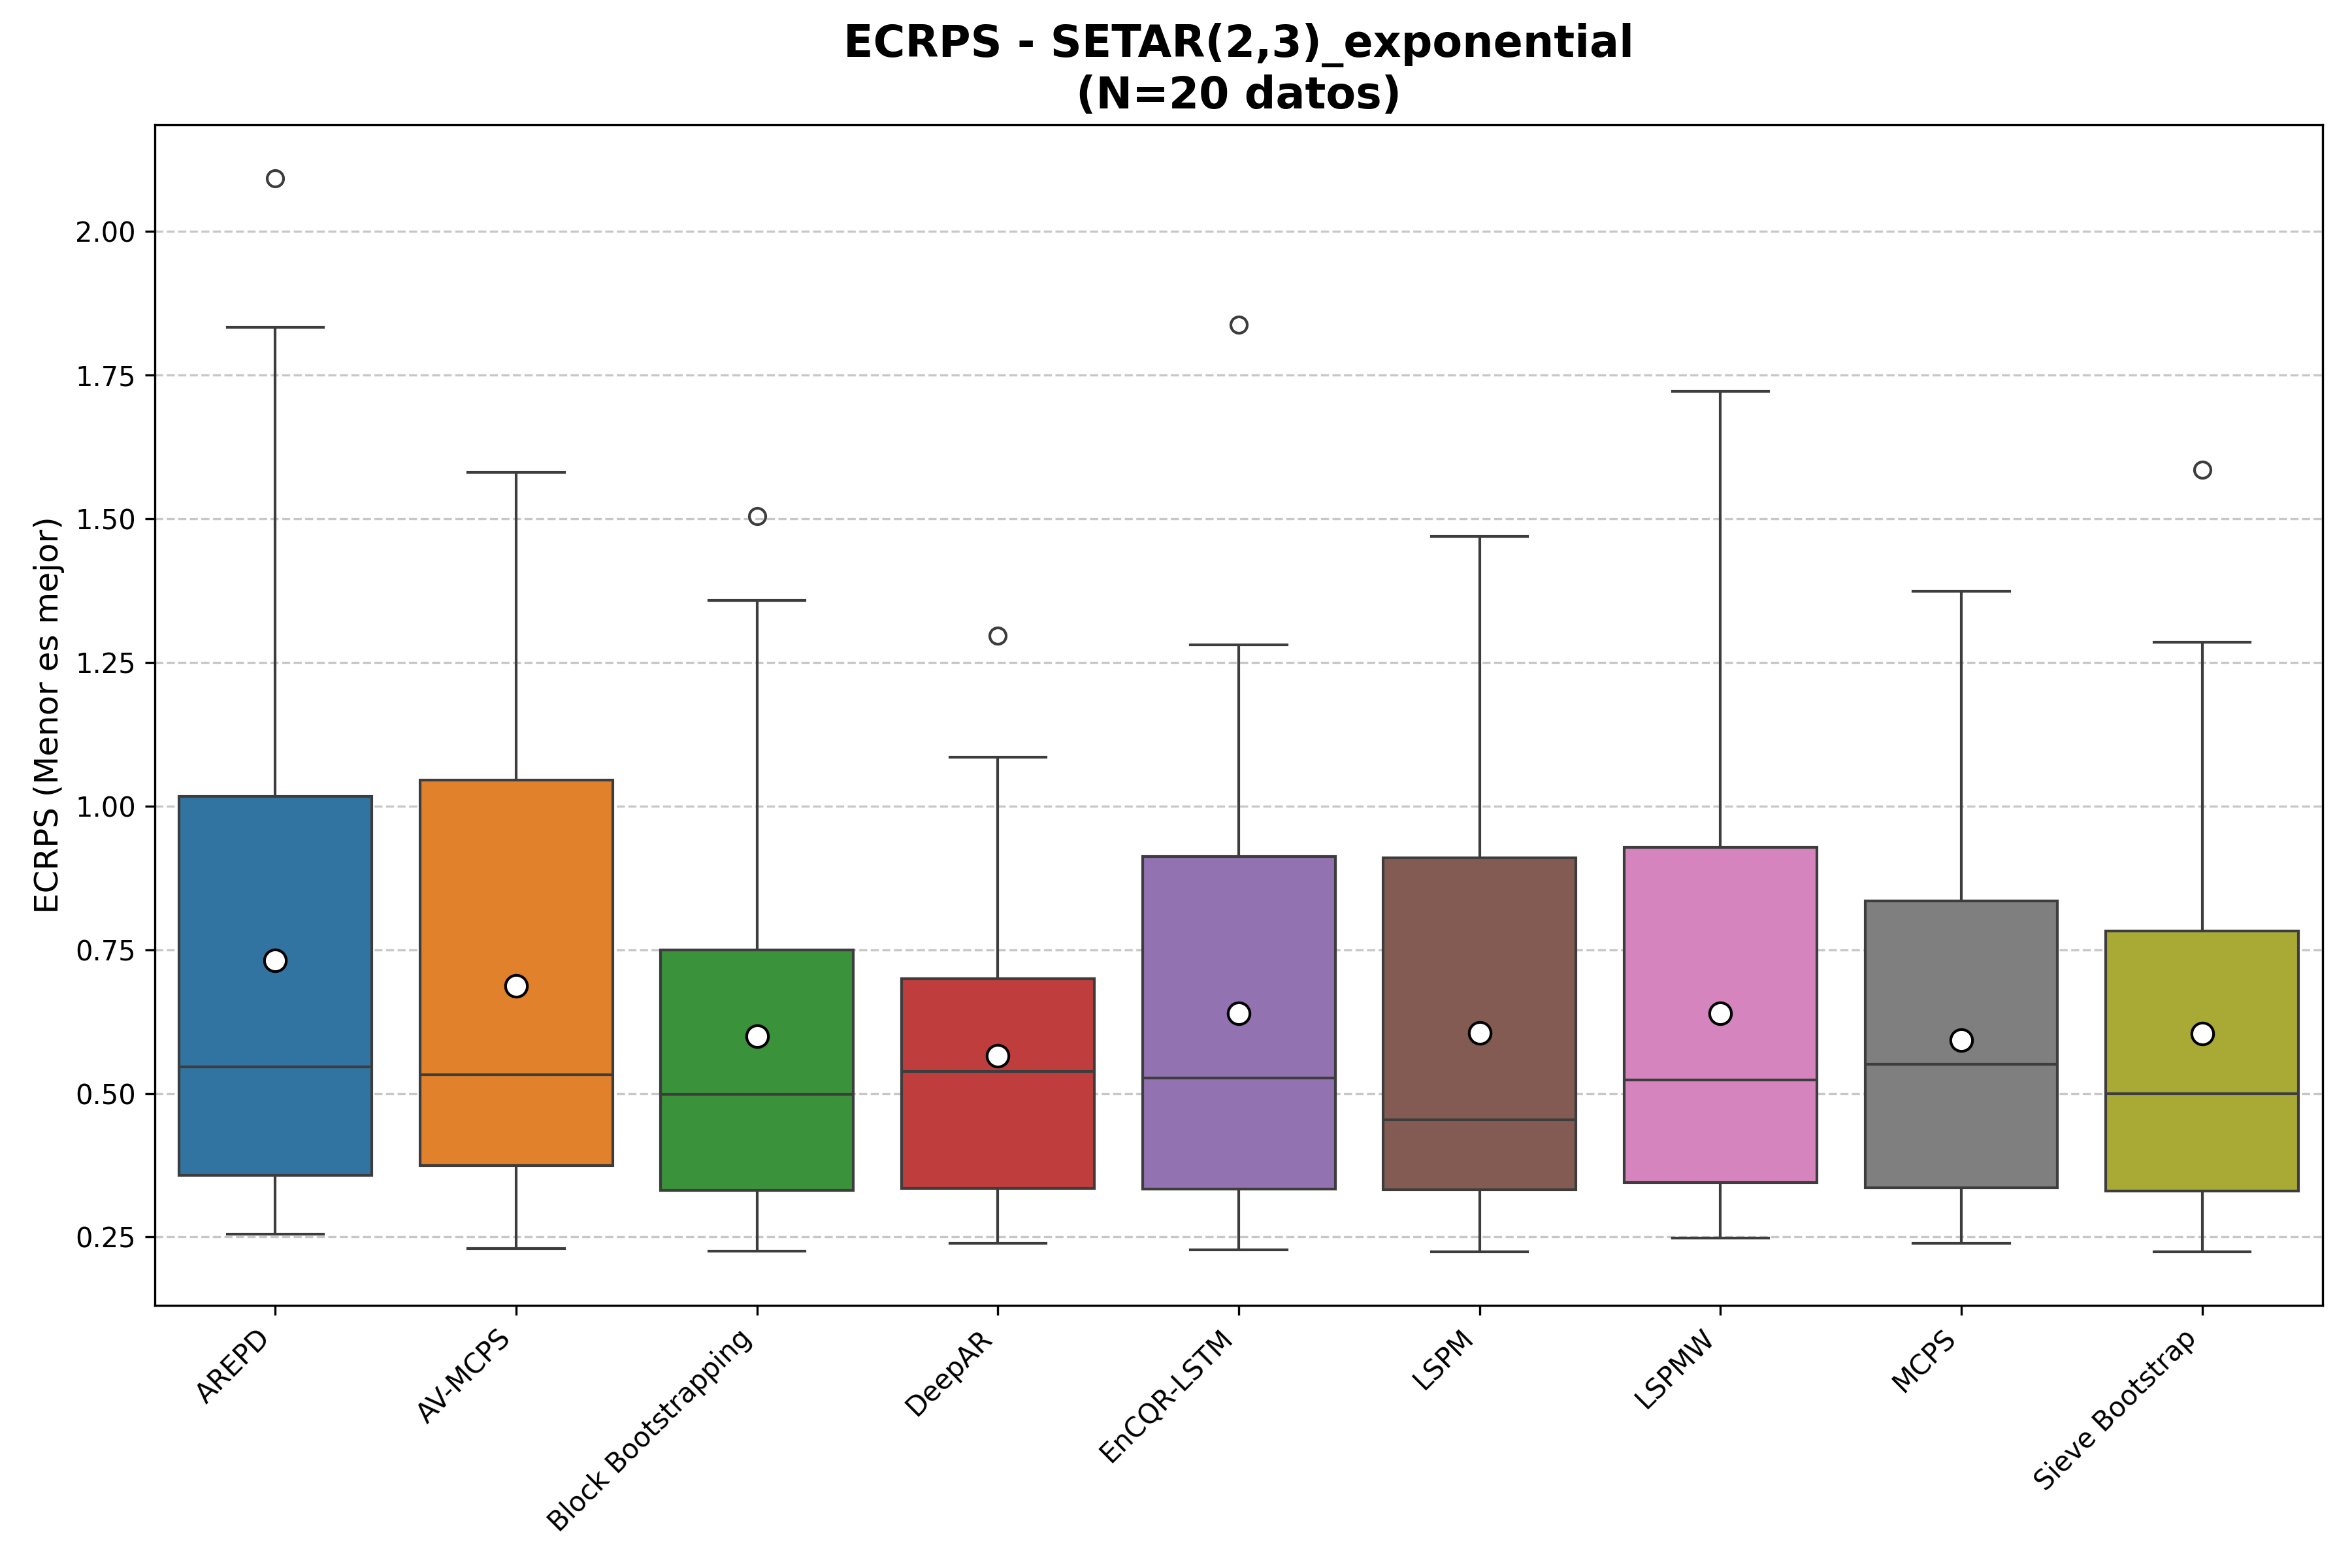 ECRPS - SETAR(2,3)_exponential
(N=20 datos)
ECRPS (Menor es mejor)
2.00
1.75
1.50
1.25
1.00
0.75
0.50
0.25
AREPD
AV-MCPS
Block Bootstrapping
DeepAR
EnCQR-LSTM
LSPM
LSPMW
MCPS
Sieve Bootstrap